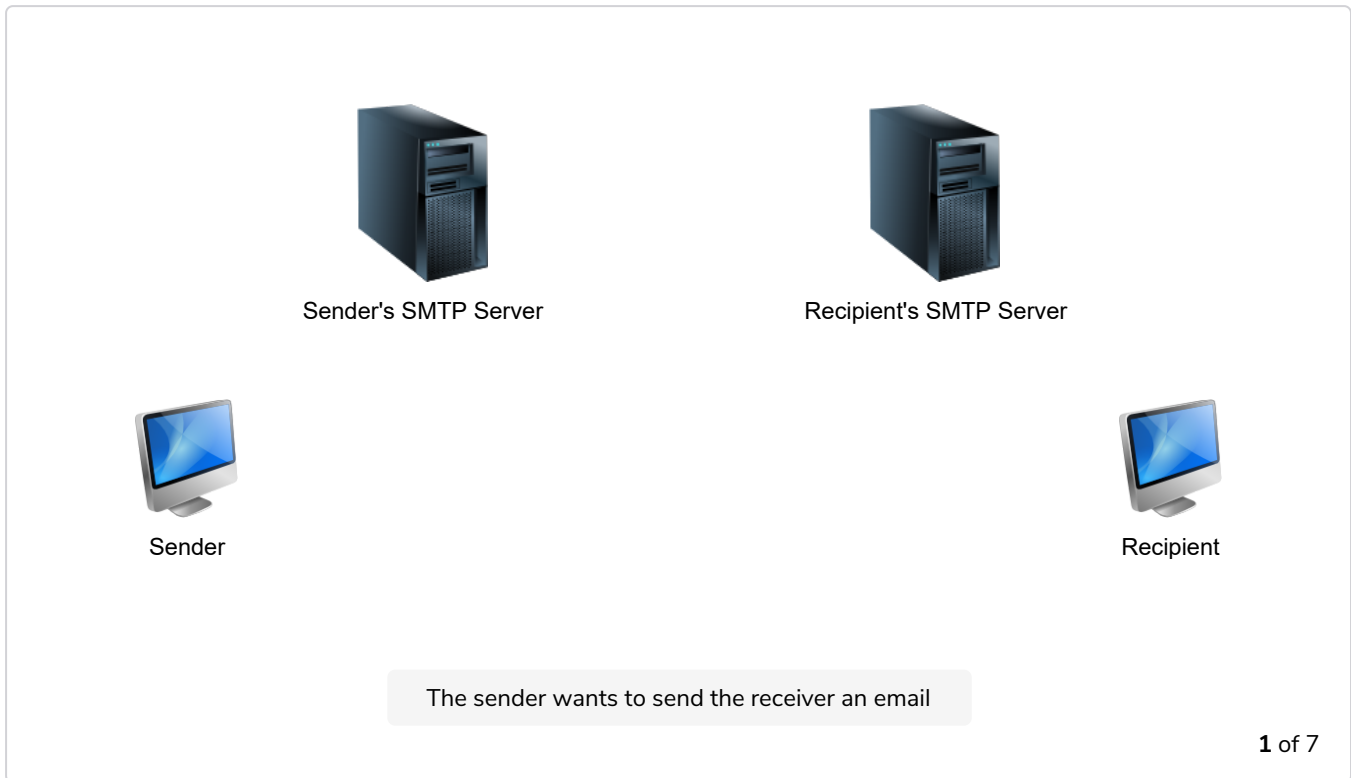 Sender's SMTP Server
Recipient's SMTP Server
Sender
Recipient
The sender wants to send the receiver an email
1 of 7